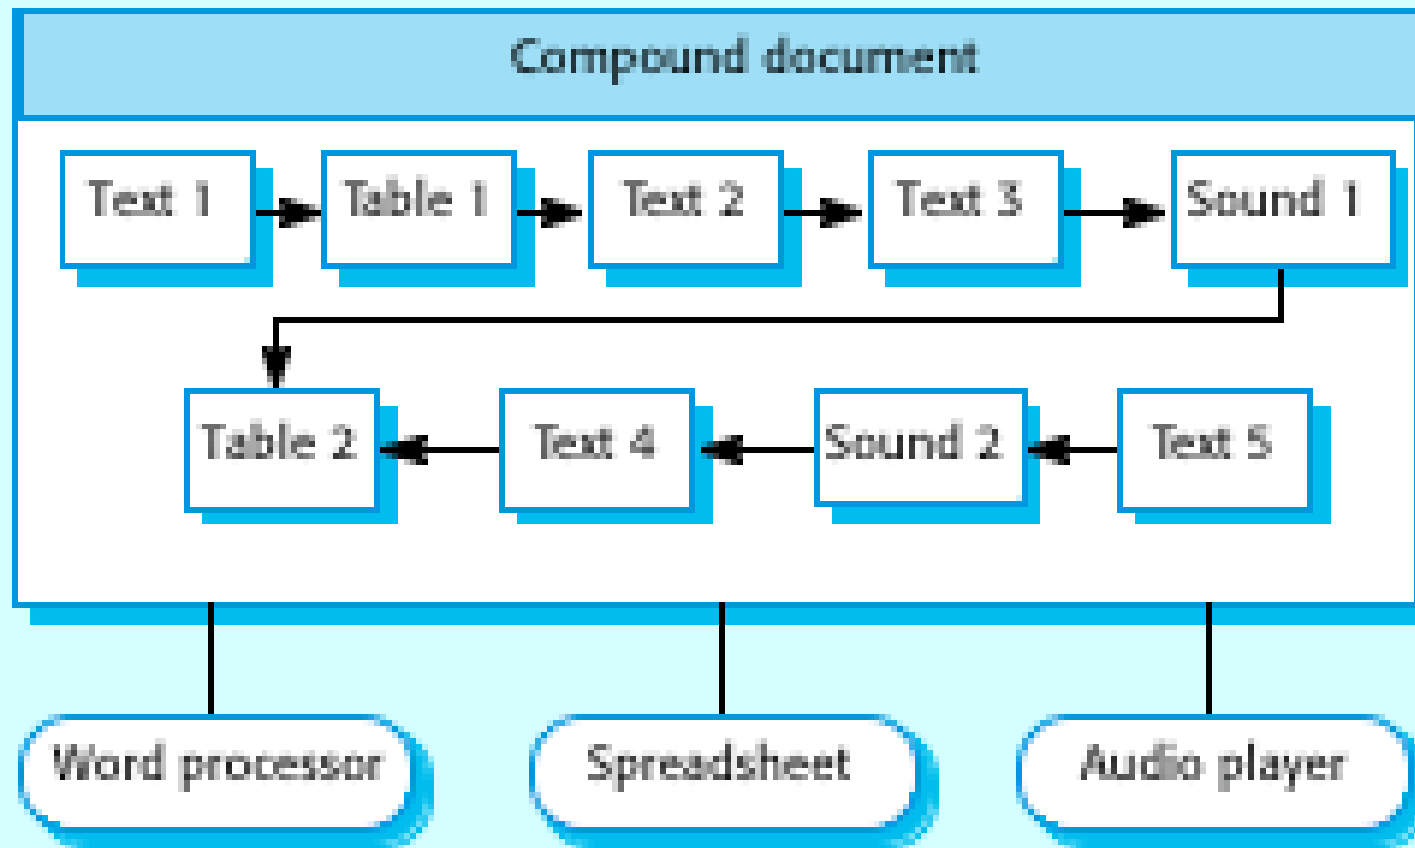 Compound document
Text 1
Table 1
Text 2
Text 3
Sound 1
Table 2
Text 4
Sound 2
Text 5
Word processor
Spreadsheet
Audio player